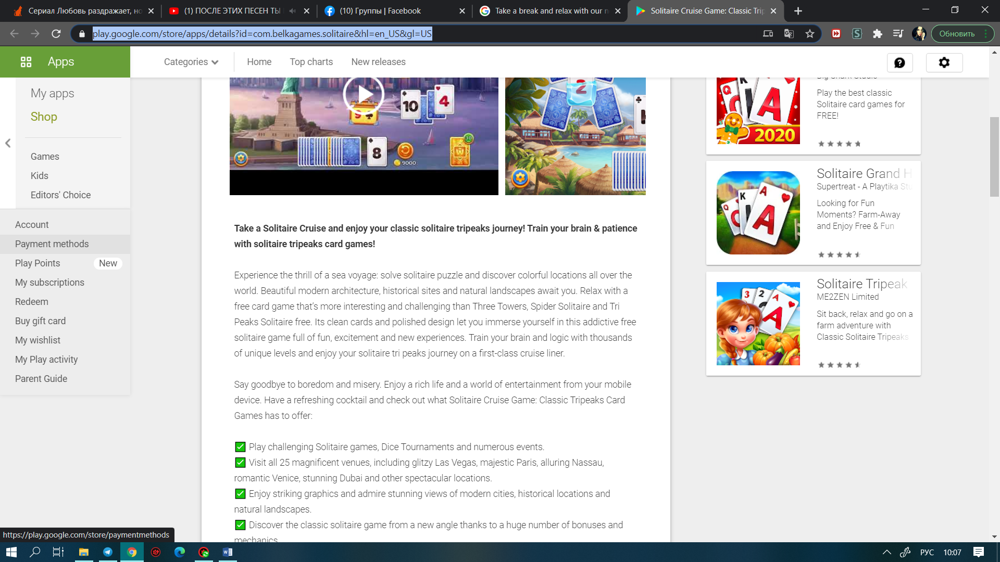 Сериал Любовь раздражает, но
(1) ПОСЛЕ ЭТИХ ПЕСЕН ТЫ
(10) Группы | Facebook
Take a break and relax with our n
Solitaire Cruise Game: Classic Trip
play.google.com/store/apps/details?id=com.belkagames.solitaire&hl=en_US&gl=US
Обновить
Apps
Categories
Home
Top charts
New releases
My apps
Shop
Games
Kids
Editors' Choice
Account
Payment methods
Play Points
New
My subscriptions
Redeem
Buy gift card
My wishlist
My Play activity
Parent Guide
10
4
8
9000
30
W
2
Take a Solitaire Cruise and enjoy your classic solitaire tripeaks journey! Train your brain & patience
with solitaire tripeaks card games!
Experience the thrill of a sea voyage: solve solitaire puzzle and discover colorful locations all over the
world. Beautiful modern architecture, historical sites and natural landscapes await you. Relax with a
free card game that's more interesting and challenging than Three Towers, Spider Solitaire and Tri
Peaks Solitaire free. Its clean cards and polished design let you immerse yourself in this addictive free
solitaire game full of fun, excitement and new experiences. Train your brain and logic with thousands
of unique levels and enjoy your solitaire tri peaks journey on a first-class cruise liner.
Say goodbye to boredom and misery. Enjoy a rich life and a world of entertainment from your mobile
device. Have a refreshing cocktail and check out what Solitaire Cruise Game: Classic Tripeaks Card
Games has to offer:
✅ Play challenging Solitaire games, Dice Tournaments and numerous events.
✅ Visit all 25 magnificent venues, including glitzy Las Vegas, majestic Paris, alluring Nassau,
romantic Venice, stunning Dubai and other spectacular locations.
✅ Enjoy striking graphics and admire stunning views of modern cities, historical locations and
natural landscapes.
✅ Discover the classic solitaire game from a new angle thanks to a huge number of bonuses and
mechanics.
Big Shark Studio
Play the best classic
Solitaire card games for
FREE!
Q K A
2020
Solitaire Grand H
Supertreat - A Playtika Stu
Looking for Fun
Moments? Farm-Away
and Enjoy Free & Fun
Q K A A
Solitaire Tripeak
ME2ZEN Limited
Sit back, relax and go on a
farm adventure with
Classic Solitaire Tripeaks
3 2 A A
https://play.google.com/store/paymentmethods
РУС
10:07